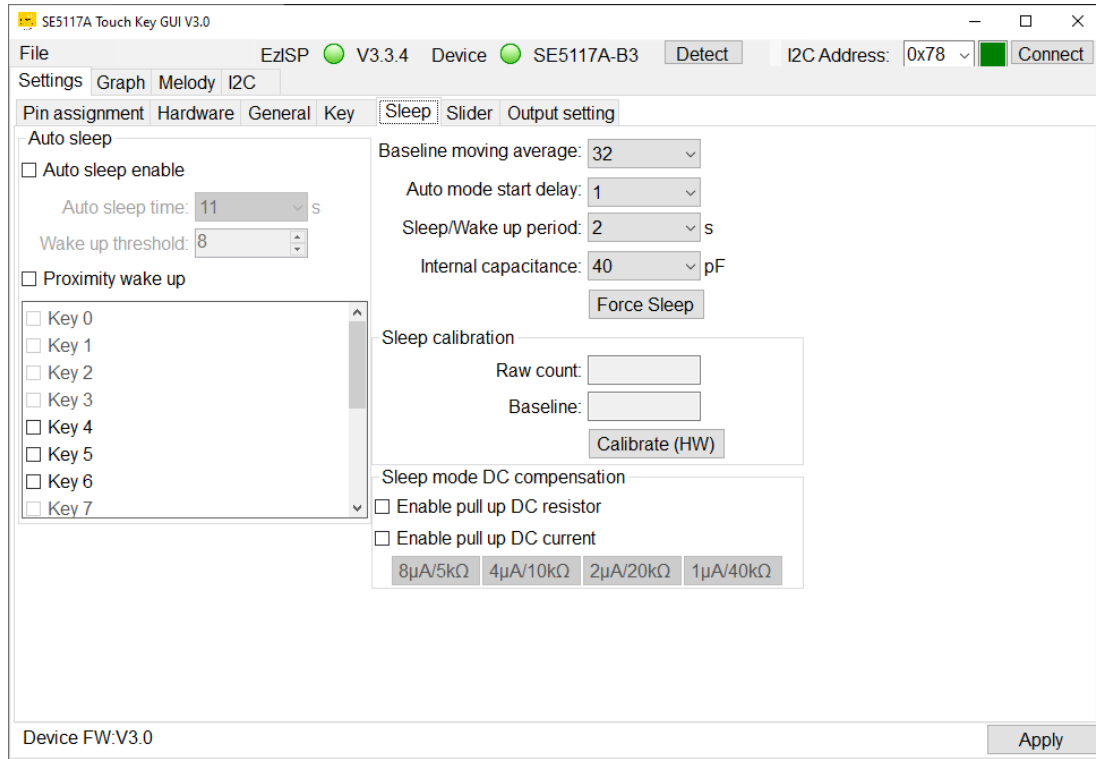 SE5117A Touch Key GUI V3.0
File EzISP V3.3.4 Device SE5117A-B3 Detect I2C Address: 0x78 Connect
Settings Graph Melody I2C
Pin assignment Hardware General Key Sleep Slider Output setting
Auto sleep
Auto sleep enable
Auto sleep time: 11 s
Wake up threshold: 8
Proximity wake up
Key 0
Key 1
Key 2
Key 3
Key 4
Key 5
Key 6
Key 7
Baseline moving average: 32
Auto mode start delay: 1
Sleep/Wake up period: 2 s
Internal capacitance: 40 pF
Force Sleep
Sleep calibration
Raw count:
Baseline:
Calibrate (HW)
Sleep mode DC compensation
Enable pull up DC resistor
Enable pull up DC current
8μA/5kΩ 4μA/10kΩ 2μA/20kΩ 1μA/40kΩ
Device FW:V3.0
Apply